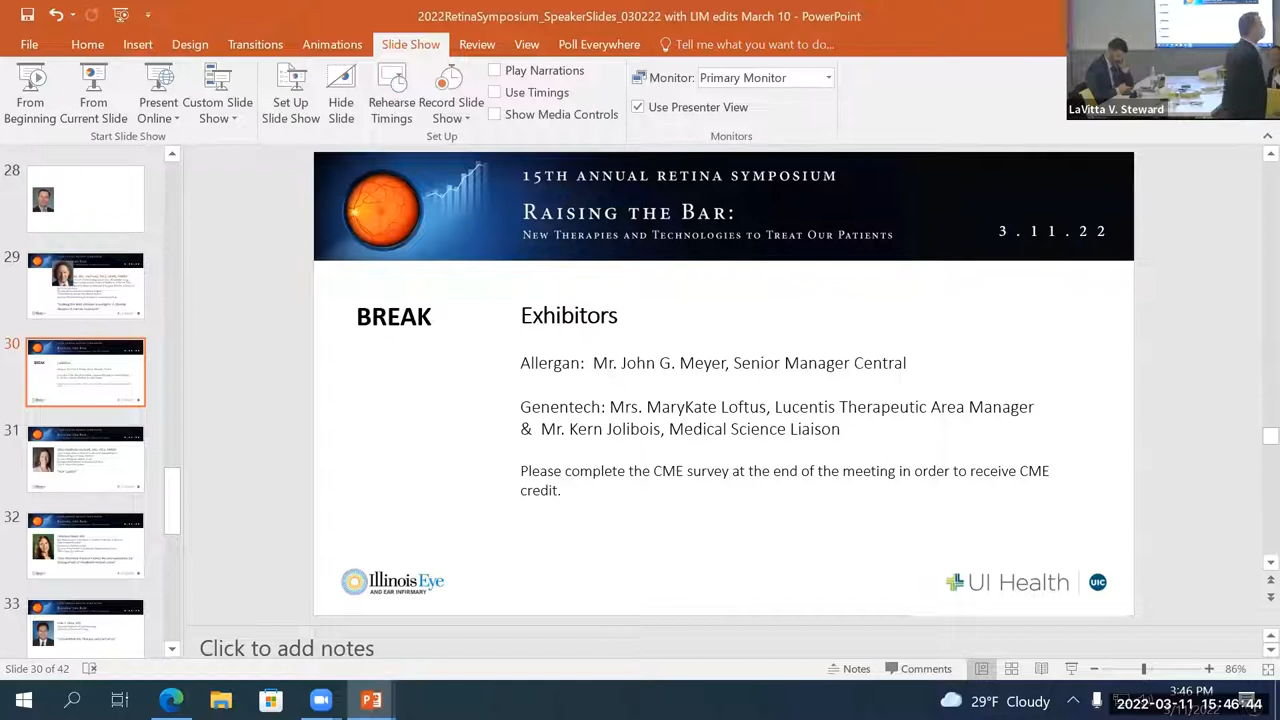 2022RetinaSymposium_SpeakerSlides_030222 with LIM edits March 10 - PowerPoint
File Home Insert Design Transitions Animations Slide Show Review View Poll Everywhere Tell me what you want to do...
From Beginning
From Current Slide
Present Online
Custom Slide Show
Set Up Slide Show
Hide Slide
Rehearse Timings
Record Slide Show
Play Narrations
Use Timings
Show Media Controls
Monitor: Primary Monitor
Use Presenter View
Start Slide Show Set Up Monitors
LaVitta V. Steward
28
31
32
15TH ANNUAL RETINA SYMPOSIUM
RAISING THE BAR:
NEW THERAPIES AND TECHNOLOGIES TO TREAT OUR PATIENTS
3.11.22
BREAK
Exhibitors
Allergan: Mr. John G. Meyer, Senior Manager Central
Genentech: Mrs. MaryKate Loftus, Lucentis Therapeutic Area Manager
& Mr. Kern Jolibois, Medical Science Liaison
Please complete the CME survey at the end of the meeting in order to receive CME
credit.
Illinois Eye
AND EAR INFIRMARY
UI Health UIC
Click to add notes
Slide 30 of 42
Notes Comments 86%
29°F Cloudy
3:46 PM
2022-03-11 15:46:44